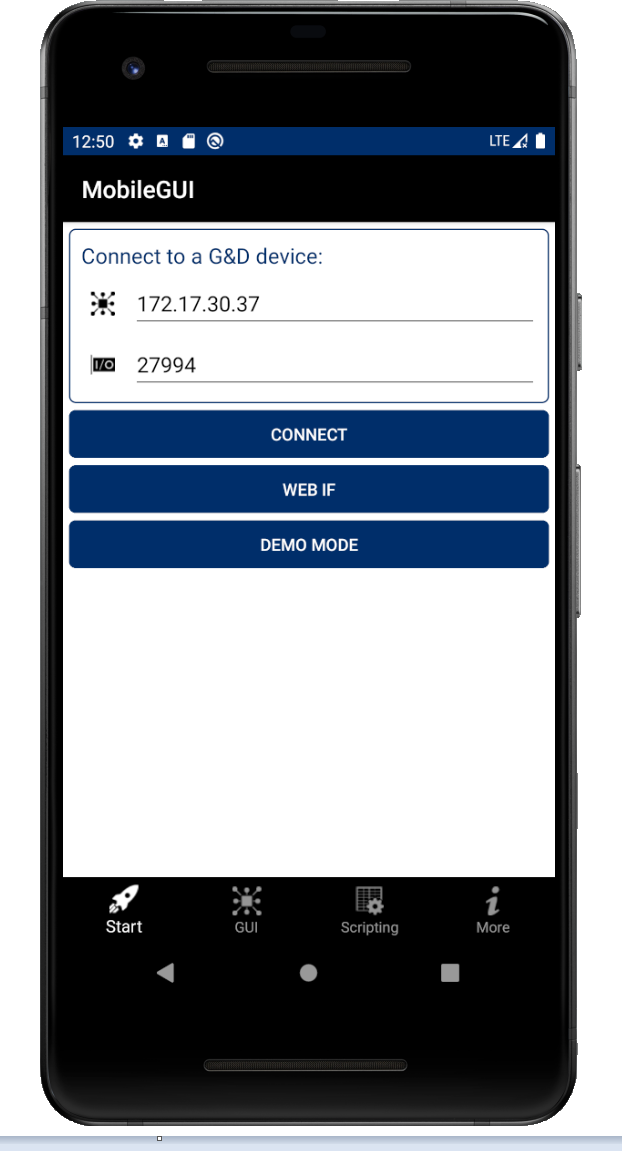 12:50 A LTE
MobileGUI
Connect to a G&D device:
172.17.30.37
I/O 27994
CONNECT
WEB IF
DEMO MODE
Start GUI Scripting More